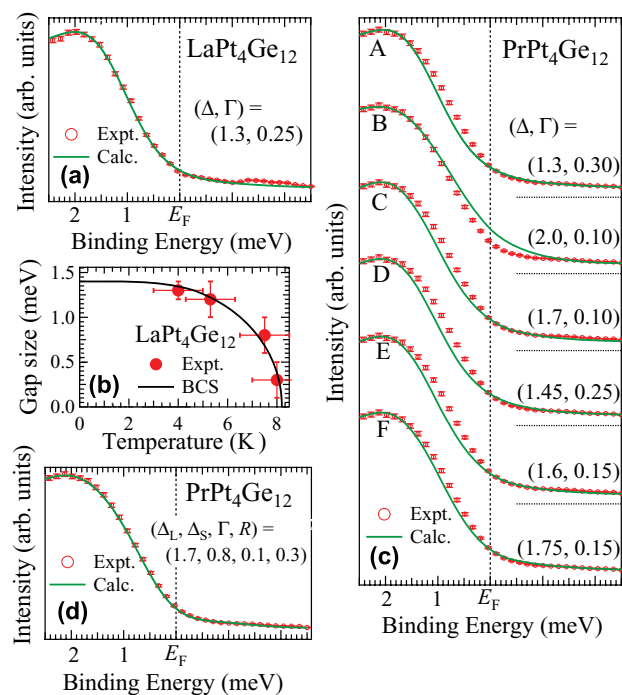 (a)
LaPt4Ge12
(Δ, Γ) =
(1.3, 0.25)
Expt.
Calc.
Intensity (arb. units)
2
1
EF
Binding Energy (meV)
Gap size (meV)
1.5
1.0
0.5
0.0
LaPt4Ge12
Expt.
BCS
(b)
0
2
4
6
8
Temperature (K)
PrPt4Ge12
(ΔL, ΔS, Γ, R) =
(1.7, 0.8, 0.1, 0.3)
Expt.
Calc.
(d)
Intensity (arb. units)
2
1
EF
Binding Energy (meV)
A
PrPt4Ge12
B
(Δ, Γ) =
(1.3, 0.30)
C
(2.0, 0.10)
D
(1.7, 0.10)
E
(1.45, 0.25)
F
(1.6, 0.15)
Expt.
(1.75, 0.15)
Calc.
(c)
Intensity (arb. units)
2
1
EF
Binding Energy (meV)